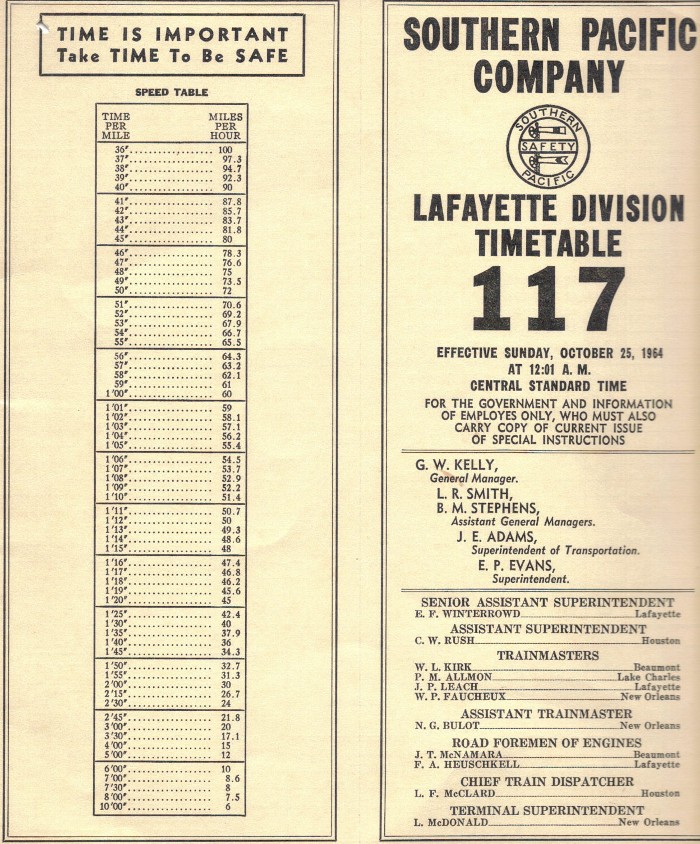 TIME IS IMPORTANT
Take TIME To Be SAFE
SPEED TABLE
TIME PER MILE MILES PER HOUR
36" 100
37" 97.3
38" 94.7
39" 92.3
40" 90
41" 87.8
42" 85.7
43" 83.7
44" 81.8
45" 80
46" 78.3
47" 76.6
48" 75
49" 73.5
50" 72
51" 70.6
52" 69.2
53" 67.9
54" 66.7
55" 65.5
56" 64.3
57" 63.2
58" 62.1
59" 61
1'00" 60
1'01" 59
1'02" 58.1
1'03" 57.1
1'04" 56.2
1'05" 55.4
1'06" 54.5
1'07" 53.7
1'08" 52.9
1'09" 52.2
1'10" 51.4
1'11" 50.7
1'12" 50
1'13" 49.3
1'14" 48.6
1'15" 48
1'16" 47.4
1'17" 46.8
1'18" 46.2
1'19" 45.6
1'20" 45
1'25" 42.4
1'30" 40
1'35" 37.9
1'40" 36
1'45" 34.3
1'50" 32.7
1'55" 31.3
2'00" 30
2'15" 26.7
2'30" 24
2'45" 21.8
3'00" 20
3'30" 17.1
4'00" 15
5'00" 12
6'00" 10
7'00" 8.6
7'30" 8
8'00" 7.5
10'00" 6
SOUTHERN PACIFIC
COMPANY
SOUTHERN
SAFETY
PACIFIC
LAFAYETTE DIVISION
TIMETABLE
117
EFFECTIVE SUNDAY, OCTOBER 25, 1964
AT 12:01 A. M.
CENTRAL STANDARD TIME
FOR THE GOVERNMENT AND INFORMATION
OF EMPLOYES ONLY, WHO MUST ALSO
CARRY COPY OF CURRENT ISSUE
OF SPECIAL INSTRUCTIONS
G. W. KELLY,
General Manager.
L. R. SMITH,
B. M. STEPHENS,
Assistant General Managers.
J. E. ADAMS,
Superintendent of Transportation.
E. P. EVANS,
Superintendent.
SENIOR ASSISTANT SUPERINTENDENT
E. F. WINTERROWD Lafayette
ASSISTANT SUPERINTENDENT
C. W. RUSH Houston
TRAINMASTERS
W. L. KIRK Beaumont
P. M. ALLMON Lake Charles
J. P. LEACH Lafayette
W. P. FAUCHEUX New Orleans
ASSISTANT TRAINMASTER
N. G. BULOT New Orleans
ROAD FOREMEN OF ENGINES
J. T. McNAMARA Beaumont
F. A. HEUSCHKELL Lafayette
CHIEF TRAIN DISPATCHER
L. F. McCLARD Houston
TERMINAL SUPERINTENDENT
L. McDONALD New Orleans